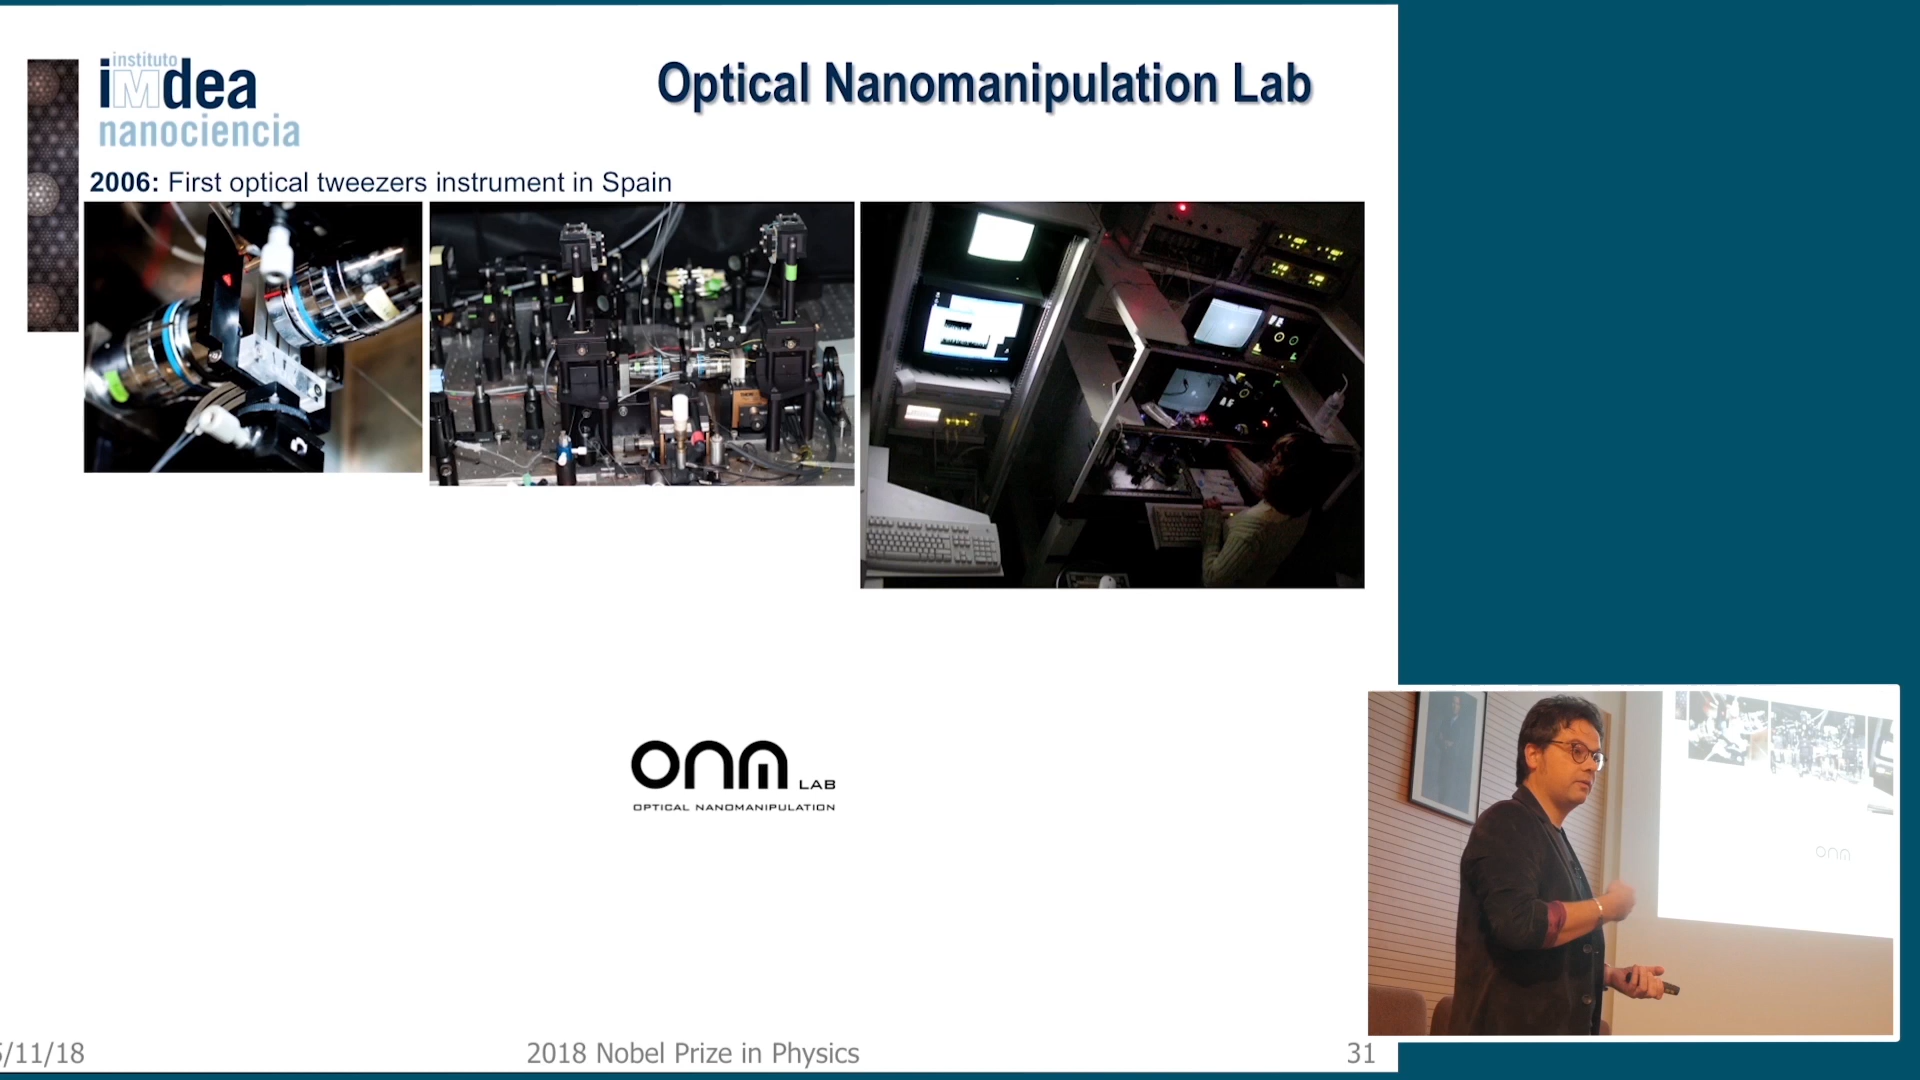 instituto
iMdea
nanociencia
Optical Nanomanipulation Lab
2006: First optical tweezers instrument in Spain
onm LAB
OPTICAL NANOMANIPULATION
onm
/11/18
2018 Nobel Prize in Physics
31